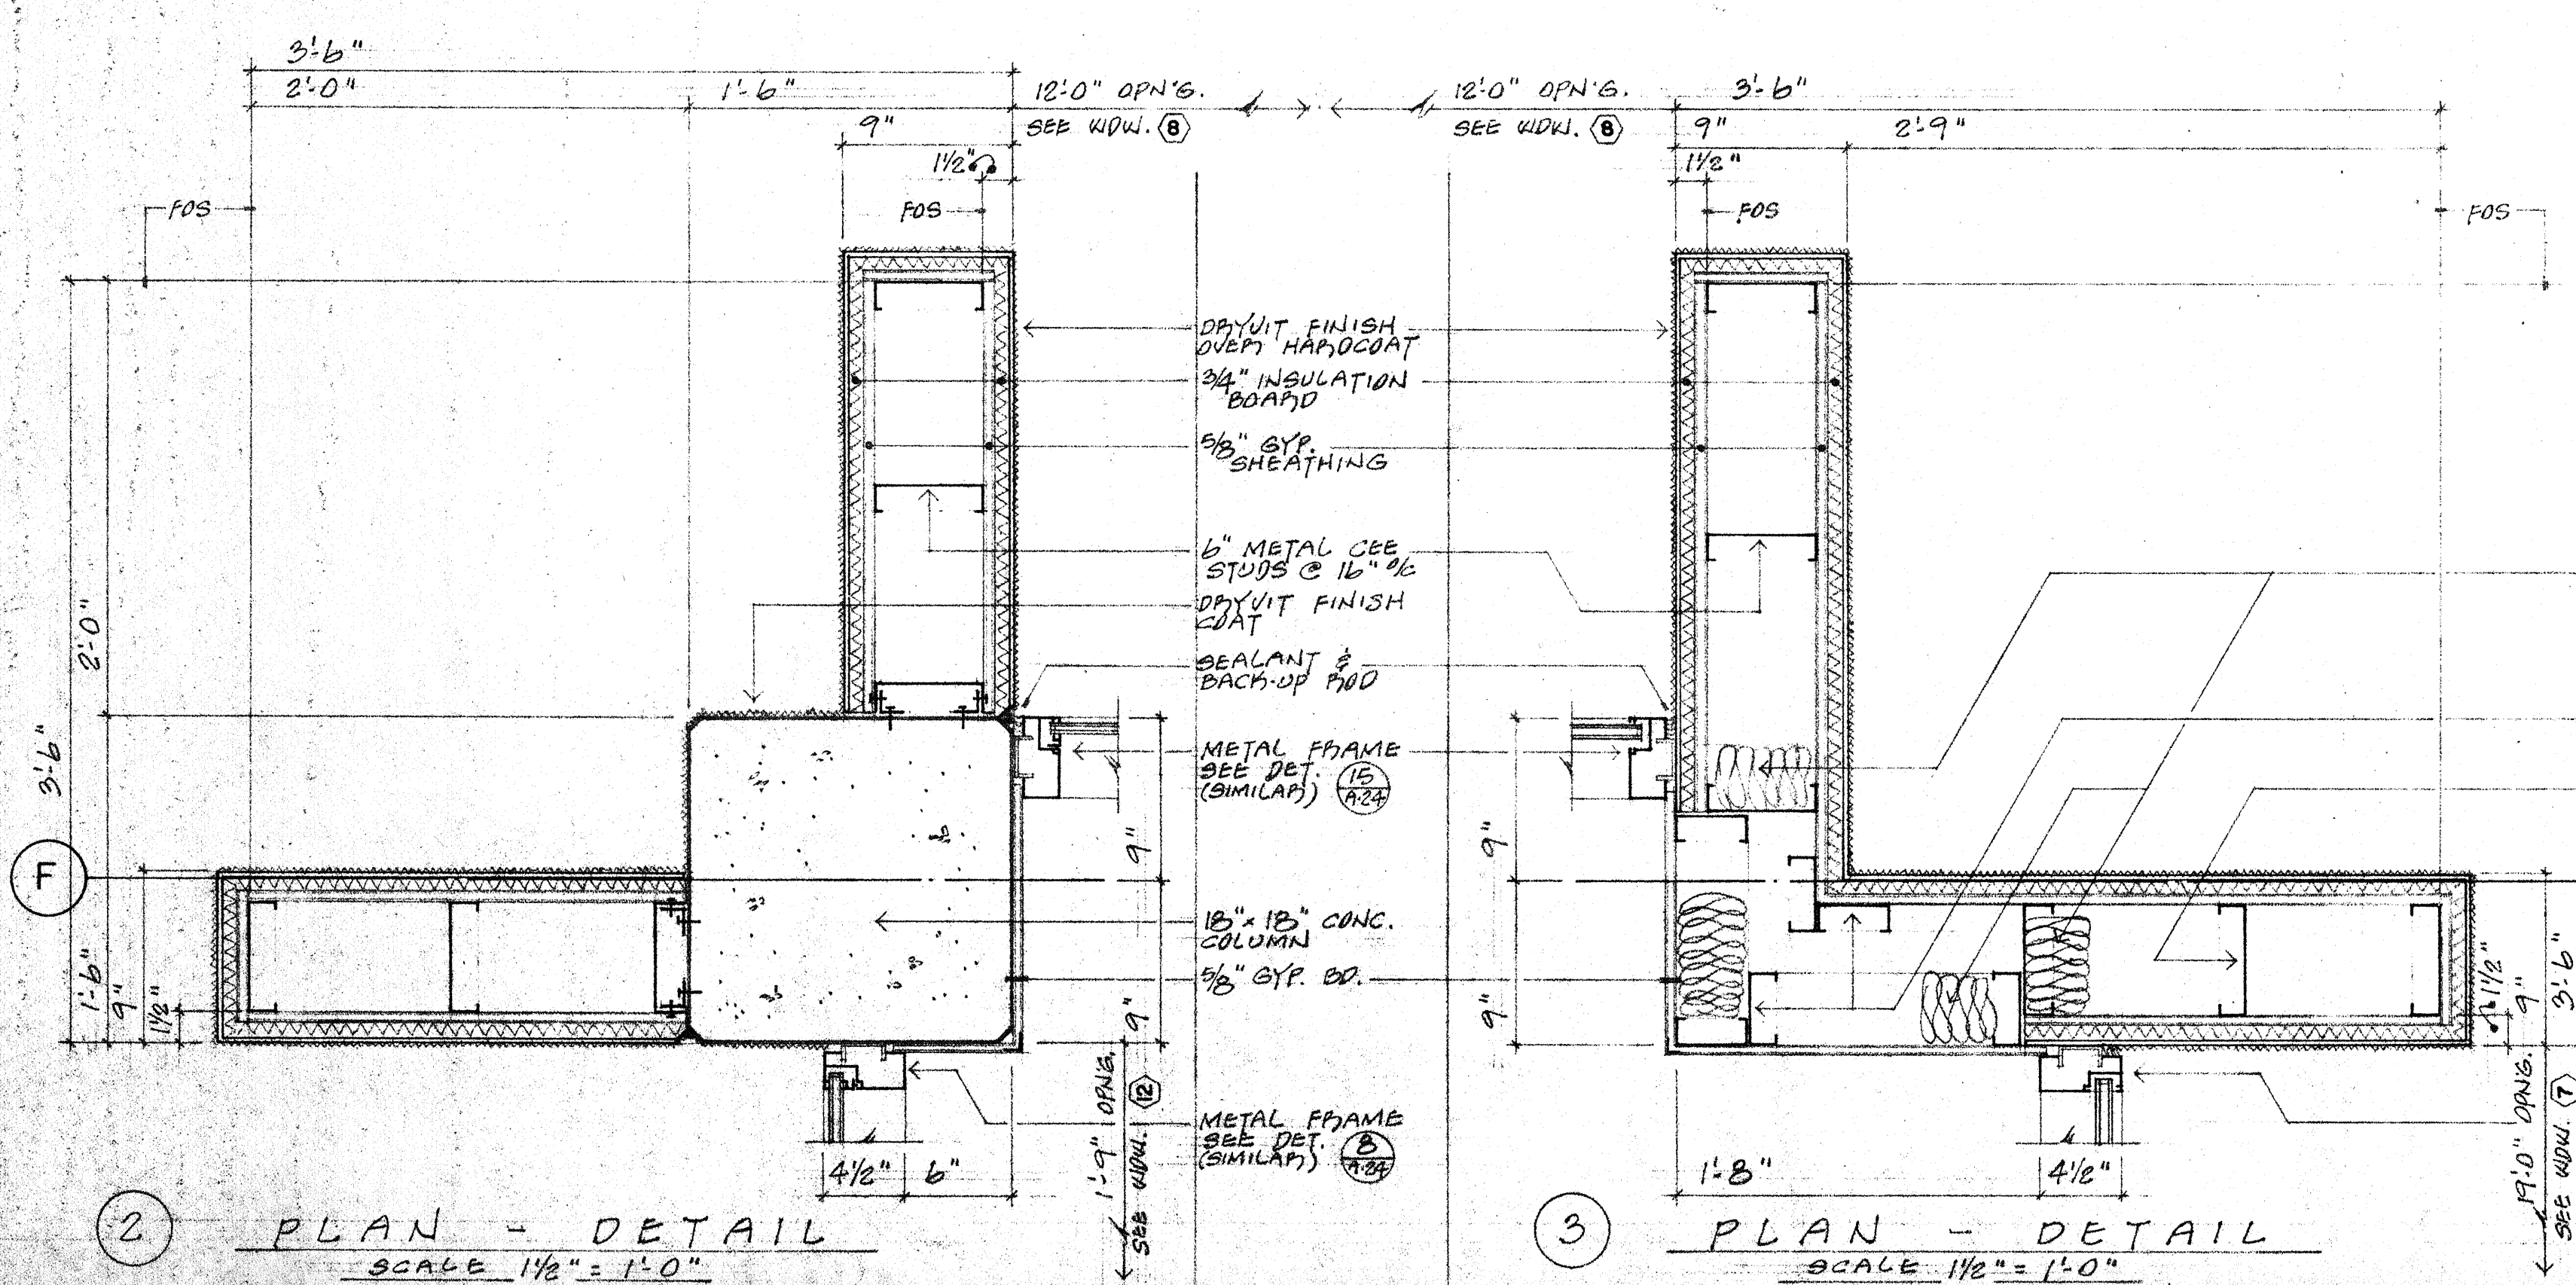 3'-6"
2'-0"
1'-6"
12'-0" OPN'G.
SEE WDW. 8
9"
1½"
FOS
FOS
12'-0" OPN'G.
SEE WDW. 8
3'-6"
9"
2'-9"
1½"
FOS
FOS
DRYVIT FINISH
OVER HARDCOAT
3/4" INSULATION
BOARD
5/8" GYP.
SHEATHING
6" METAL CEE
STUDS @ 16" o/c
DRYVIT FINISH
COAT
SEALANT &
BACK-UP ROD
METAL FRAME
SEE DET. 15
(SIMILAR) A-24
18" x 18" CONC.
COLUMN
5/8" GYP. BD.
METAL FRAME
SEE DET. 8
(SIMILAR) A-24
2'-0"
3'-6"
F
1'-6"
9"
1½"
9"
9"
1'-9" OPNG.
SEE WDW. 12
4½"
6"
9"
9"
1½"
9"
3'-6"
19'-0" OPNG.
SEE WDW. 7
1'-8"
4½"
2
PLAN - DETAIL
SCALE 1½" = 1'-0"
3
PLAN - DETAIL
SCALE 1½" = 1'-0"